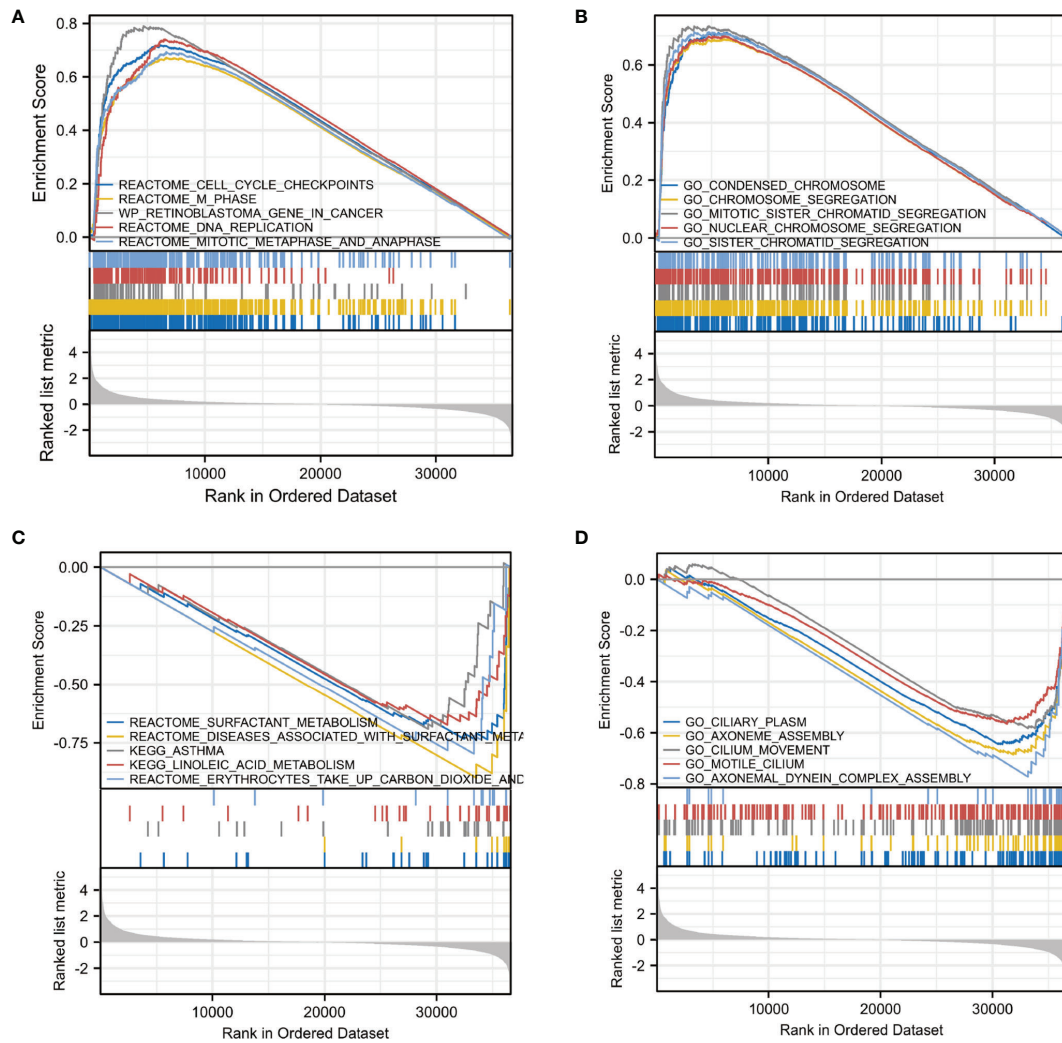 A
0.8
0.6
0.4
0.2
0.0
Enrichment Score
REACTOME_CELL_CYCLE_CHECKPOINTS
REACTOME_M_PHASE
WP_RETINOBLASTOMA_GENE_IN_CANCER
REACTOME_DNA_REPLICATION
REACTOME_MITOTIC_METAPHASE_AND_ANAPHASE
Ranked list metric
4
2
0
-2
10000 20000 30000
Rank in Ordered Dataset
B
0.6
0.4
0.2
0.0
Enrichment Score
GO_CONDENSED_CHROMOSOME
GO_CHROMOSOME_SEGREGATION
GO_MITOTIC_SISTER_CHROMATID_SEGREGATION
GO_NUCLEAR_CHROMOSOME_SEGREGATION
GO_SISTER_CHROMATID_SEGREGATION
Ranked list metric
4
2
0
-2
10000 20000 30000
Rank in Ordered Dataset
C
0.00
-0.25
-0.50
-0.75
Enrichment Score
REACTOME_SURFACTANT_METABOLISM
REACTOME_DISEASES_ASSOCIATED_WITH_SURFACTANT_META
KEGG_ASTHMA
KEGG_LINOLEIC_ACID_METABOLISM
REACTOME_ERYTHROCYTES_TAKE_UP_CARBON_DIOXIDE_AND
Ranked list metric
4
2
0
-2
10000 20000 30000
Rank in Ordered Dataset
D
0.0
-0.2
-0.4
-0.6
-0.8
Enrichment Score
GO_CILIARY_PLASM
GO_AXONEME_ASSEMBLY
GO_CILIUM_MOVEMENT
GO_MOTILE_CILIUM
GO_AXONEMAL_DYNEIN_COMPLEX_ASSEMBLY
Ranked list metric
4
2
0
-2
10000 20000 30000
Rank in Ordered Dataset